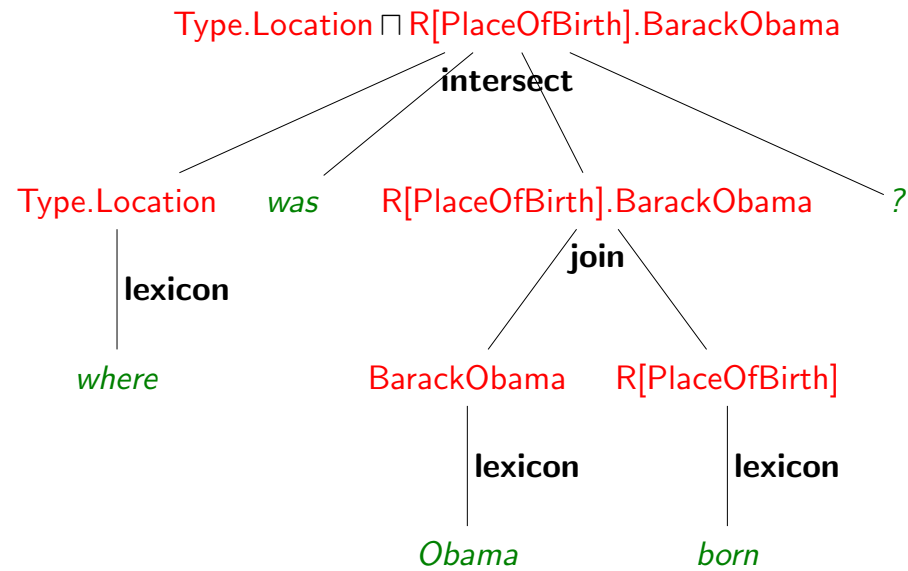 Type.Location ⊓ R[PlaceOfBirth].BarackObama
intersect
Type.Location was R[PlaceOfBirth].BarackObama ?
join
lexicon
where BarackObama R[PlaceOfBirth]
lexicon lexicon
Obama born